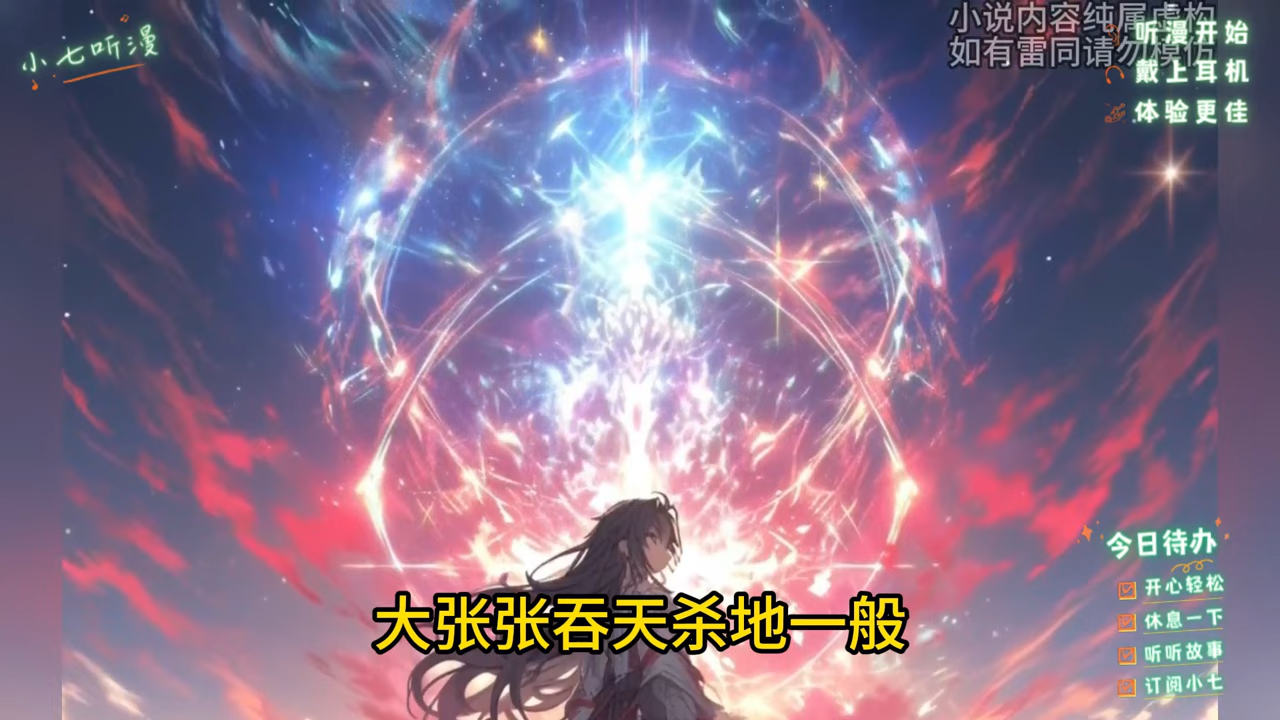 小七听漫
小说内容纯属虚构
如有雷同请勿模仿
听漫开始
戴上耳机
体验更佳
今日待办
开心轻松
休息一下
听听故事
订阅小七
大张张吞天杀地一般